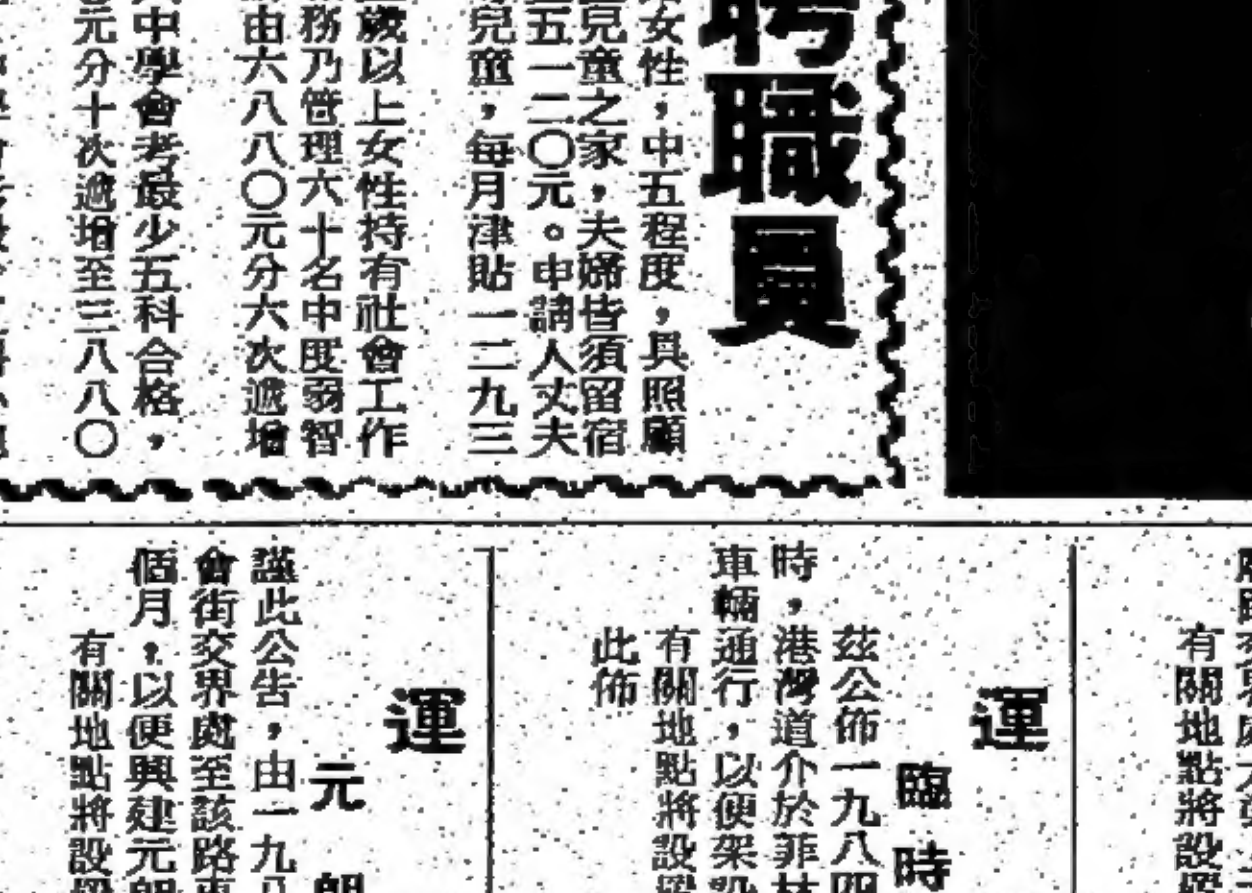 聘職員
女性，中五程度，具照顧
兒童之家，夫婦皆須留宿
五一二〇元。申請人丈夫
兒童，每月津貼一二九三
歲以上女性持有社會工作
務乃管理六十名中度弱智
由六八八〇元分六次遞增
中學會考最少五科合格，
元分十次遞增至三八八〇
有關地點將設
運
臨時
茲公佈一九八四
時，港灣道介於菲林
車輛通行，以便架設
有關地點將設
此佈
運
元朗
謹此公告，由一九八
會街交界處至該路東
個月，以便興建元朗
有關地點將設